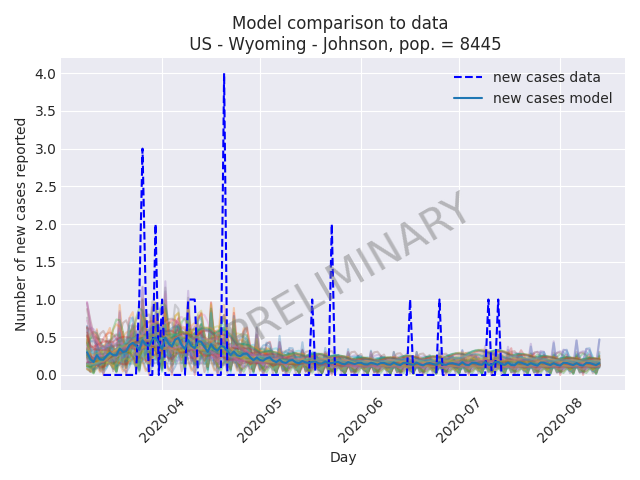 Model comparison to data
US - Wyoming - Johnson, pop. = 8445
new cases data
new cases model
Number of new cases reported
4.0
3.5
3.0
2.5
2.0
1.5
1.0
0.5
0.0
PRELIMINARY
2020-04
2020-05
2020-06
2020-07
2020-08
Day